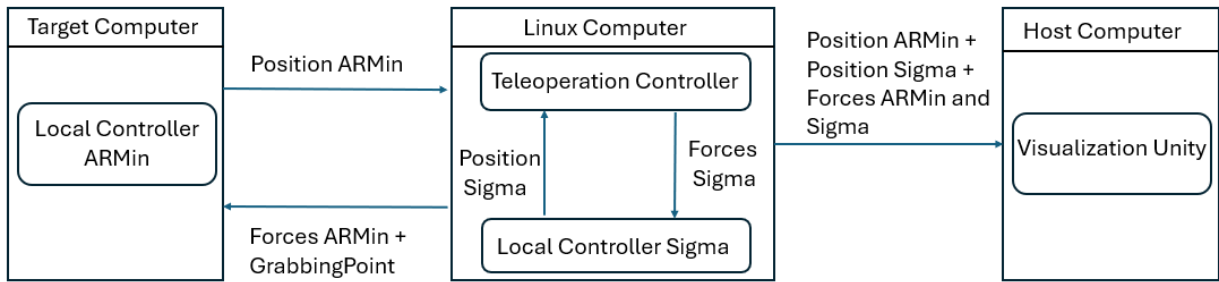 Target Computer
Local Controller
ARMin
Position ARMin
Forces ARMin +
GrabbingPoint
Linux Computer
Teleoperation Controller
Position
Sigma
Forces
Sigma
Local Controller Sigma
Position ARMin +
Position Sigma +
Forces ARMin and
Sigma
Host Computer
Visualization Unity